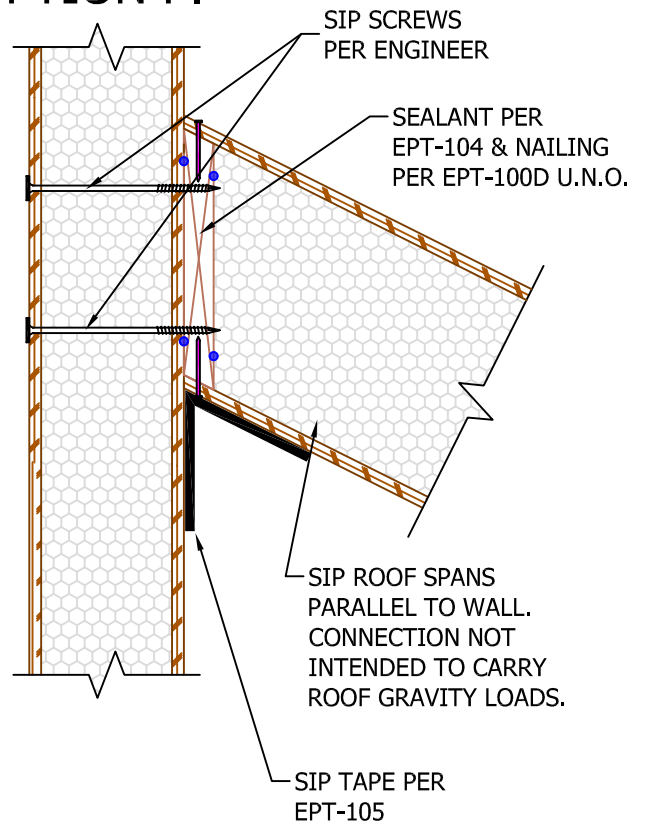 SIP SCREWS
PER ENGINEER
SEALANT PER
EPT-104 & NAILING
PER EPT-100D U.N.O.
SIP ROOF SPANS
PARALLEL TO WALL.
CONNECTION NOT
INTENDED TO CARRY
ROOF GRAVITY LOADS.
SIP TAPE PER
EPT-105